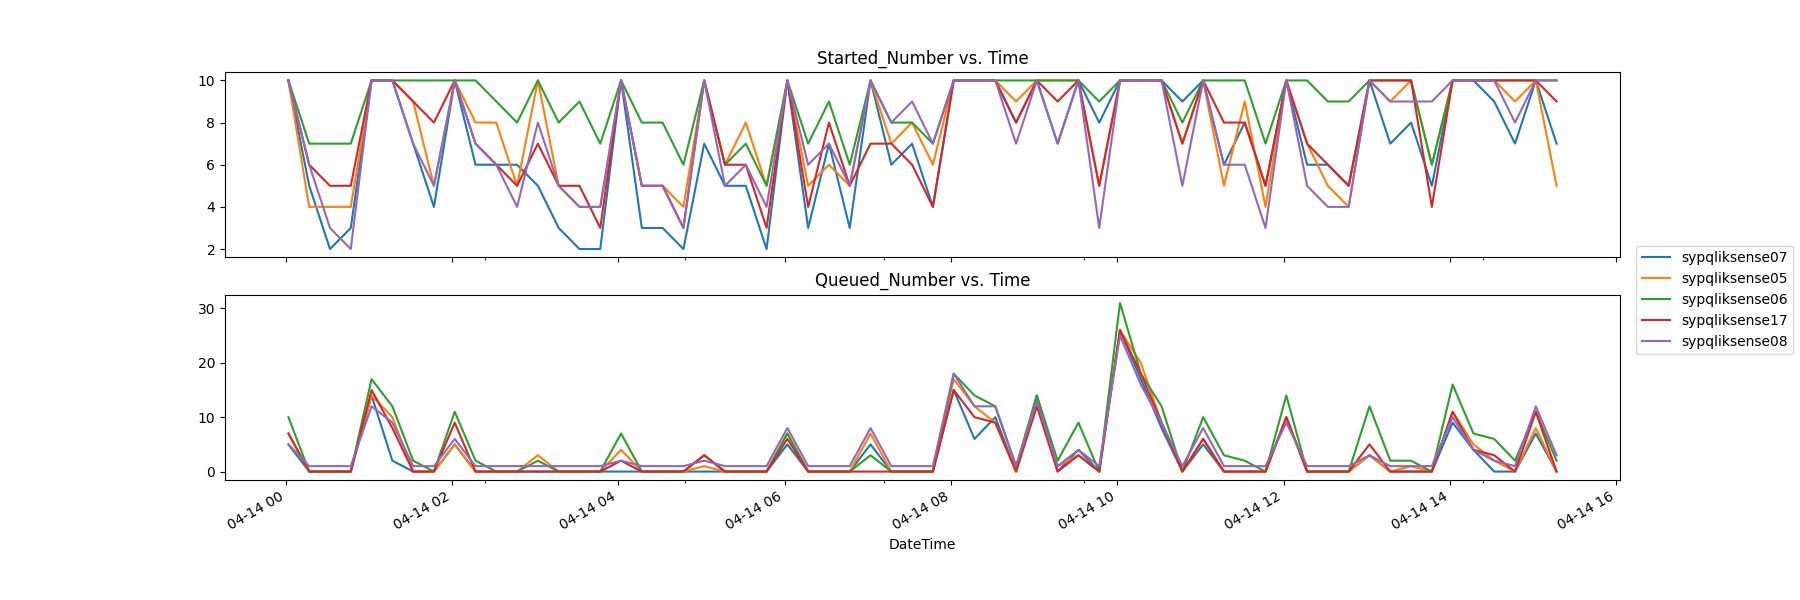 Started_Number vs. Time
10
8
6
4
2
Queued_Number vs. Time
30
20
10
0
04-14 00
04-14 02
04-14 04
04-14 06
04-14 08
04-14 10
04-14 12
04-14 14
04-14 16
DateTime
sypqliksense07
sypqliksense05
sypqliksense06
sypqliksense17
sypqliksense08